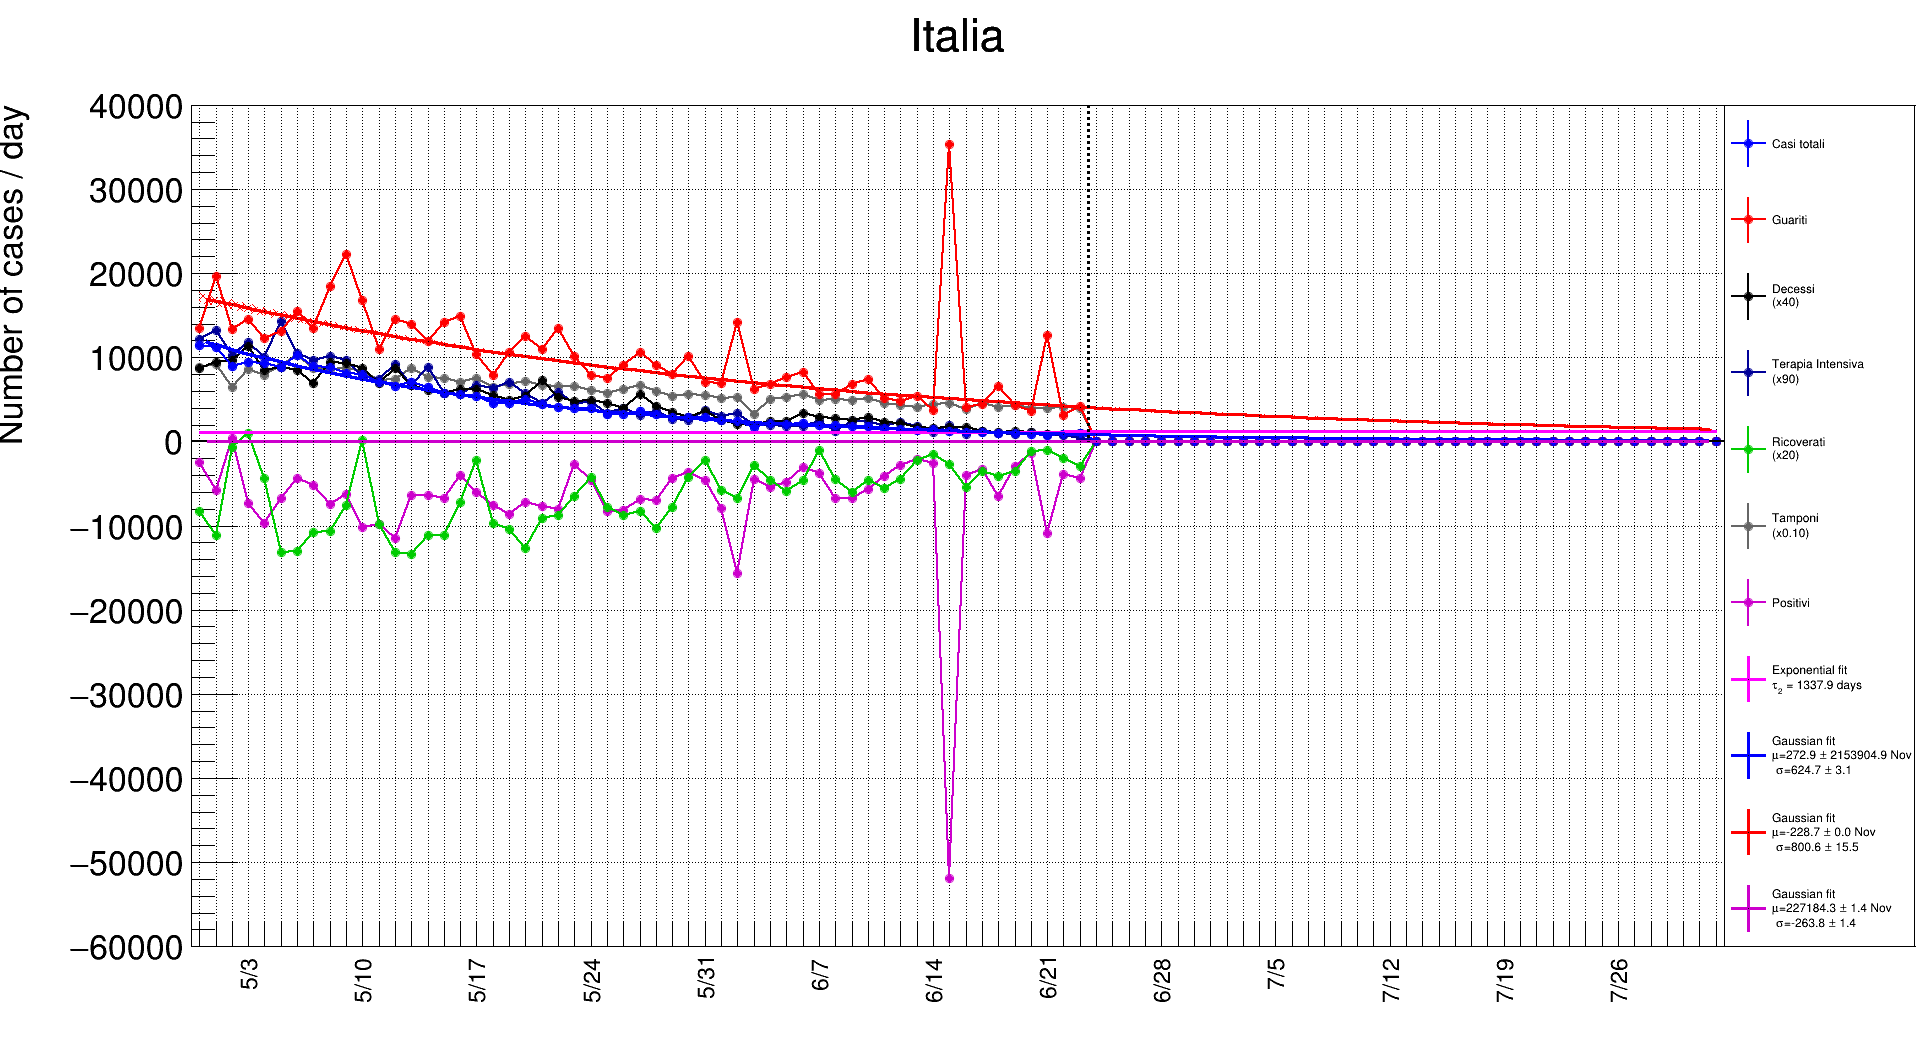 Italia
Number of cases / day
40000
30000
20000
10000
0
−10000
−20000
−30000
−40000
−50000
−60000
5/3
5/10
5/17
5/24
5/31
6/7
6/14
6/21
6/28
7/5
7/12
7/19
7/26
Casi totali
Guariti
Decessi
(x40)
Terapia Intensiva
(x90)
Ricoverati
(x20)
Tamponi
(x0.10)
Positivi
Exponential fit
τ2 = 1337.9 days
Gaussian fit
μ=272.9 ± 2153904.9 Nov
σ=624.7 ± 3.1
Gaussian fit
μ=-228.7 ± 0.0 Nov
σ=800.6 ± 15.5
Gaussian fit
μ=227184.3 ± 1.4 Nov
σ=-263.8 ± 1.4